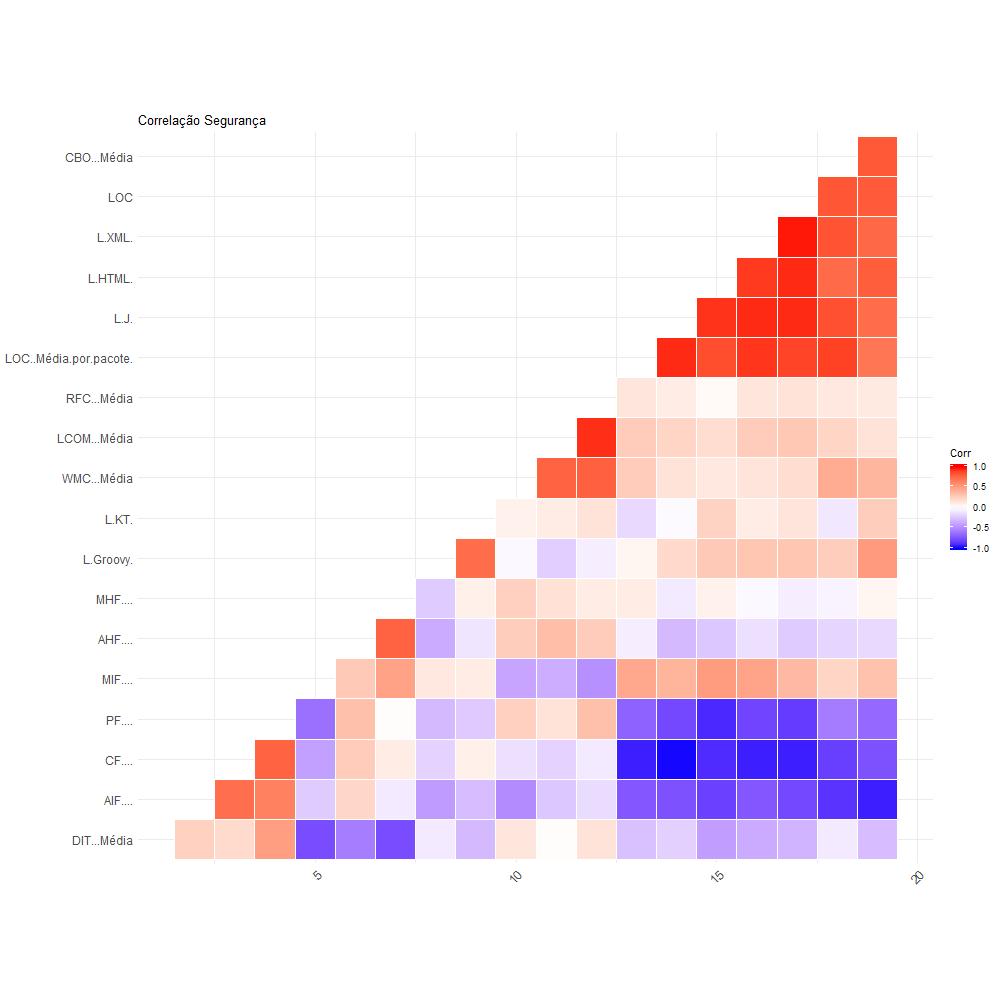 Correlação Segurança
CBO...Média
LOC
L.XML.
L.HTML.
L.J.
LOC..Média.por.pacote.
RFC...Média
LCOM...Média
WMC...Média
L.KT.
L.Groovy.
MHF....
AHF....
MIF....
PF....
CF....
AIF....
DIT...Média
5
10
15
20
Corr
1.0
0.5
0.0
-0.5
-1.0